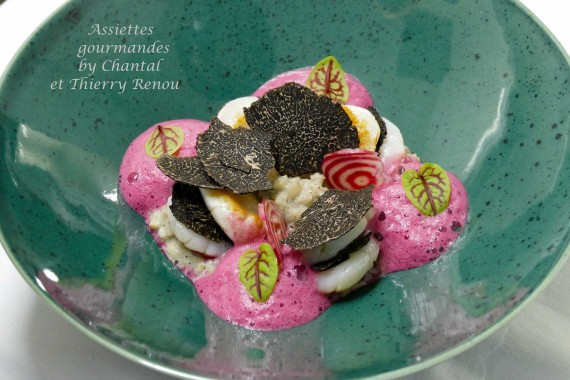 Assiettes
gourmandes
by Chantal
et Thierry Renou